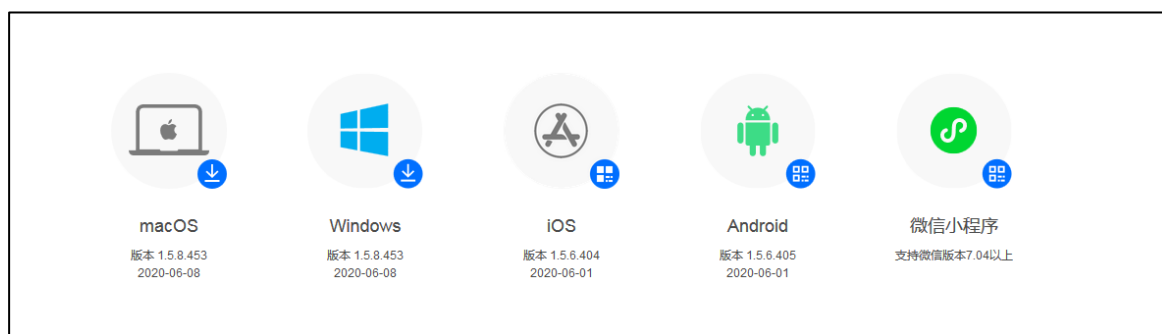 macOS
版本 1.5.8.453
2020-06-08
Windows
版本 1.5.8.453
2020-06-08
iOS
版本 1.5.6.404
2020-06-01
Android
版本 1.5.6.405
2020-06-01
微信小程序
支持微信版本7.04以上